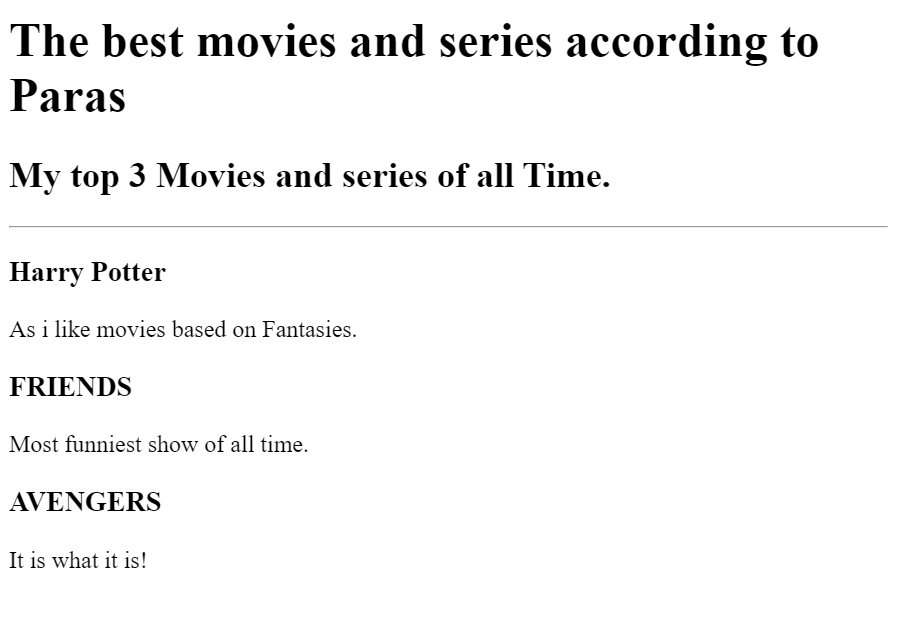 The best movies and series according to
Paras
My top 3 Movies and series of all Time.
Harry Potter
As i like movies based on Fantasies.
FRIENDS
Most funniest show of all time.
AVENGERS
It is what it is!